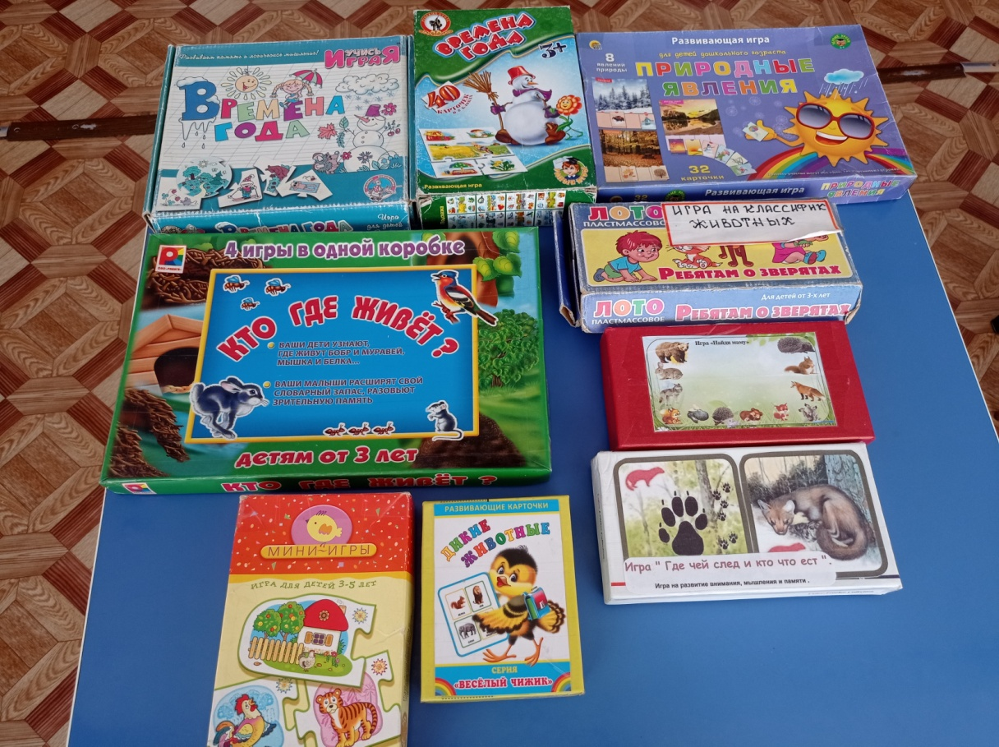 Развиваем память и логическое мышление!
УЧИСЬ
ИГРАЯ
ВРЕМЕНА
ГОДА
ВРЕМЕНА ГОДА
Игра
для детей
ВРЕМЕНА
ГОДА
3+
40
КАРТОЧЕК
Развивающая игра
Развивающая игра
для детей дошкольного возраста
8
явлений
природы
ПРИРОДНЫЕ
ЯВЛЕНИЯ
32
карточки
32
Развивающая игра
ПРИРОДНЫЕ
ЯВЛЕНИЯ
ЛОТО
ПЛАСТМАССОВОЕ
ИГРА НА КЛАССИФИК
ЖИВОТНЫХ
РЕБЯТАМ О ЗВЕРЯТАХ
Для детей от 3-х лет
ЛОТО
ПЛАСТМАССОВОЕ
РЕБЯТАМ О ЗВЕРЯТАХ
4 игры в одной коробке
КТО ГДЕ ЖИВЁТ?
ВАШИ ДЕТИ УЗНАЮТ,
ГДЕ ЖИВУТ БОБР И МУРАВЕЙ,
МЫШКА И БЕЛКА...
ВАШИ МАЛЫШИ РАСШИРЯТ СВОЙ
СЛОВАРНЫЙ ЗАПАС, РАЗОВЬЮТ
ЗРИТЕЛЬНУЮ ПАМЯТЬ
ДЕТЯМ ОТ 3 ЛЕТ
КТО ГДЕ ЖИВЁТ ?
Игра «Найди маму»
Игра " Где чей след и кто что ест " .
Игра на развитие внимания, мышления и памяти .
МИНИ-ИГРЫ
ИГРА ДЛЯ ДЕТЕЙ 3-5 ЛЕТ
РАЗВИВАЮЩИЕ КАРТОЧКИ
ДИКИЕ
ЖИВОТНЫЕ
СЕРИЯ
«ВЕСЁЛЫЙ ЧИЖИК»